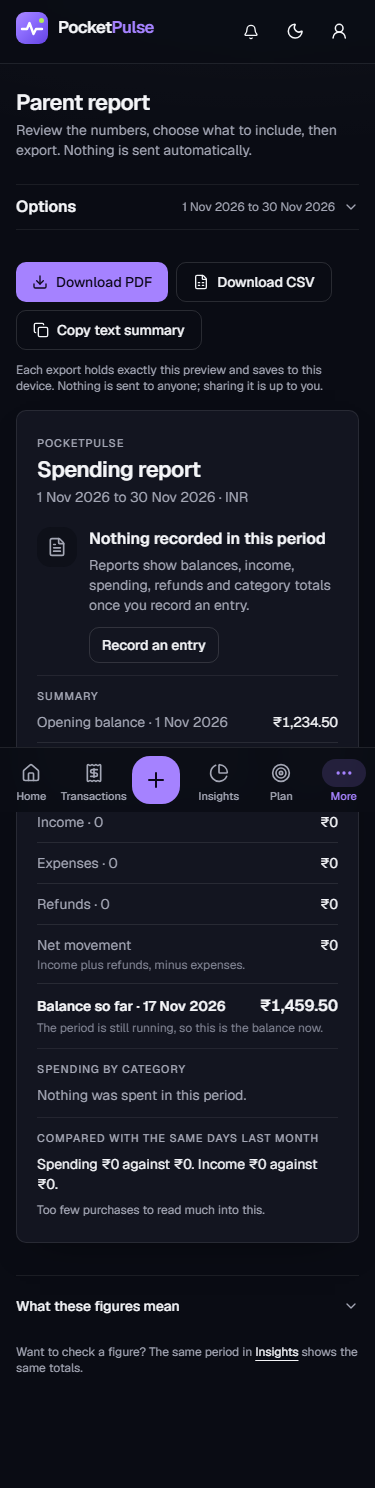 PocketPulse
Parent report
Review the numbers, choose what to include, then
export. Nothing is sent automatically.
Options
1 Nov 2026 to 30 Nov 2026
Download PDF
Download CSV
Copy text summary
Each export holds exactly this preview and saves to this
device. Nothing is sent to anyone; sharing it is up to you.
POCKETPULSE
Spending report
1 Nov 2026 to 30 Nov 2026 · INR
Nothing recorded in this period
Reports show balances, income,
spending, refunds and category totals
once you record an entry.
Record an entry
SUMMARY
Opening balance · 1 Nov 2026 ₹1,234.50
Home
Transactions
Insights
Plan
More
Income · 0 ₹0
Expenses · 0 ₹0
Refunds · 0 ₹0
Net movement ₹0
Income plus refunds, minus expenses.
Balance so far · 17 Nov 2026 ₹1,459.50
The period is still running, so this is the balance now.
SPENDING BY CATEGORY
Nothing was spent in this period.
COMPARED WITH THE SAME DAYS LAST MONTH
Spending ₹0 against ₹0. Income ₹0 against
₹0.
Too few purchases to read much into this.
What these figures mean
Want to check a figure? The same period in Insights shows the
same totals.